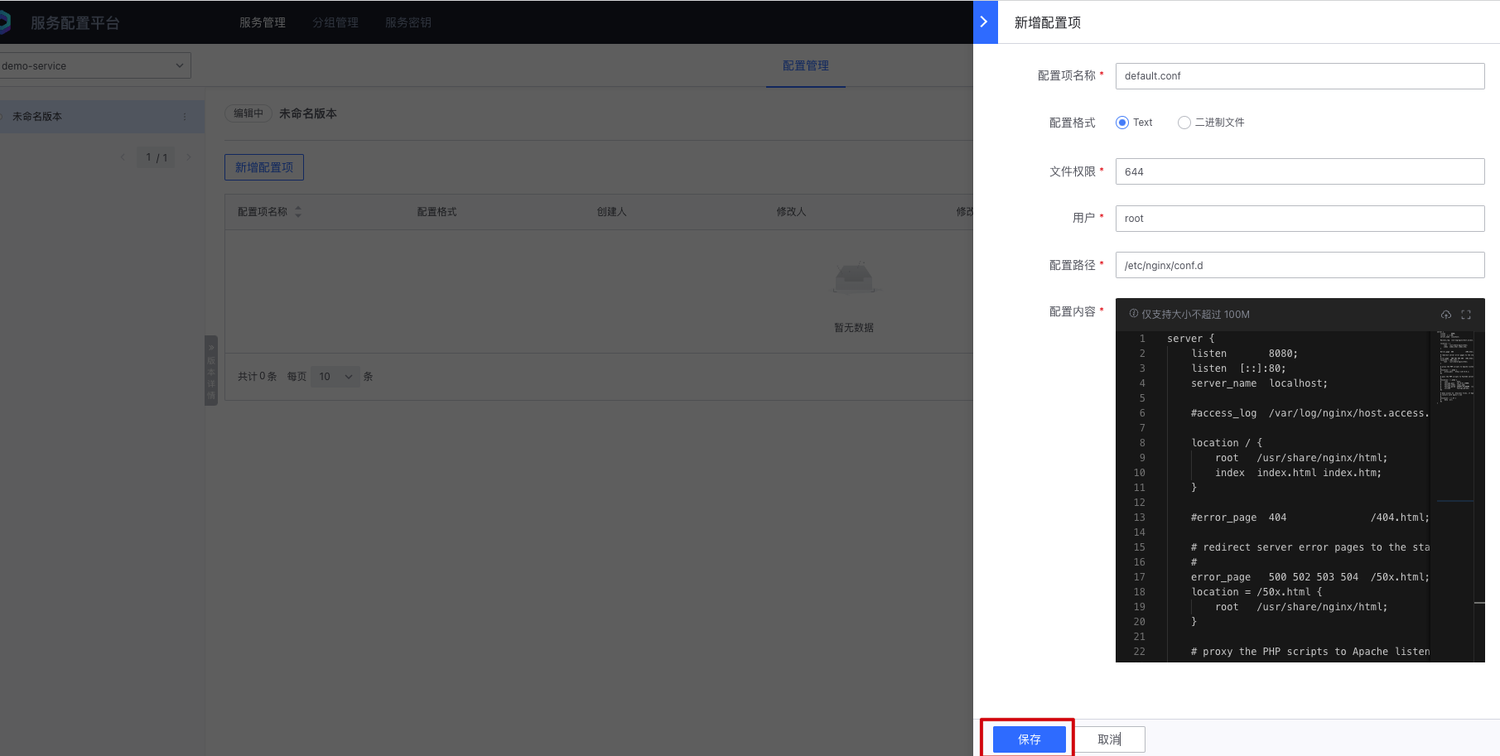 服务配置平台
服务管理 分组管理 服务密钥
新增配置项
demo-service
配置管理
未命名版本
1 / 1
编辑中 未命名版本
新增配置项
配置项名称 配置格式 创建人 修改人 修改
暂无数据
共计 0 条 每页 10 条
版本详情
配置项名称 * default.conf
配置格式 Text 二进制文件
文件权限 * 644
用户 * root
配置路径 * /etc/nginx/conf.d
配置内容 *
仅支持大小不超过 100M
1 server {
2 listen 8080;
3 listen [::]:80;
4 server_name localhost;
5
6 #access_log /var/log/nginx/host.access.
7
8 location / {
9 root /usr/share/nginx/html;
10 index index.html index.htm;
11 }
12
13 #error_page 404 /404.html;
14
15 # redirect server error pages to the sta
16 #
17 error_page 500 502 503 504 /50x.html;
18 location = /50x.html {
19 root /usr/share/nginx/html;
20 }
21
22 # proxy the PHP scripts to Apache listen
保存 取消